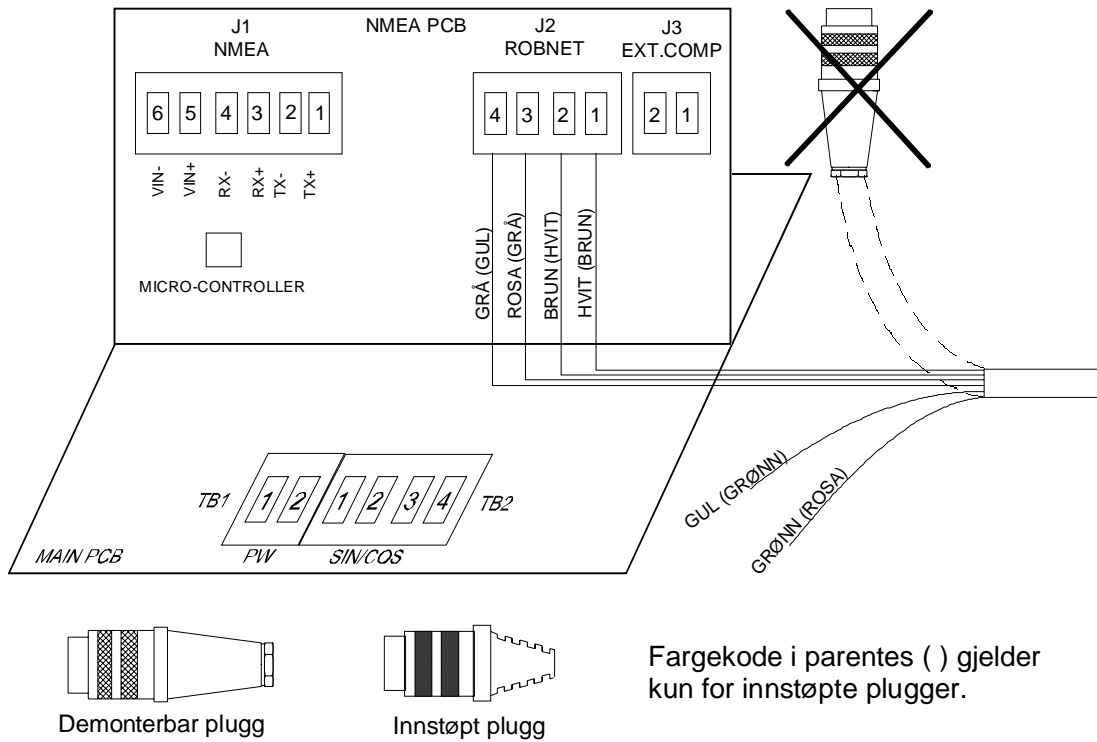 J1
NMEA
NMEA PCB
J2
ROBNET
J3
EXT.COMP
6 5 4 3 2 1
4 3 2 1
2 1
VIN-
VIN+
RX-
RX+
TX-
TX+
MICRO-CONTROLLER
GRÅ (GUL)
ROSA (GRÅ)
BRUN (HVIT)
HVIT (BRUN)
GUL (GRØNN)
GRØNN (ROSA)
TB1
1 2
1 2 3 4
TB2
MAIN PCB
PW
SIN/COS
Demonterbar plugg
Innstøpt plugg
Fargekode i parentes ( ) gjelder
kun for innstøpte plugger.